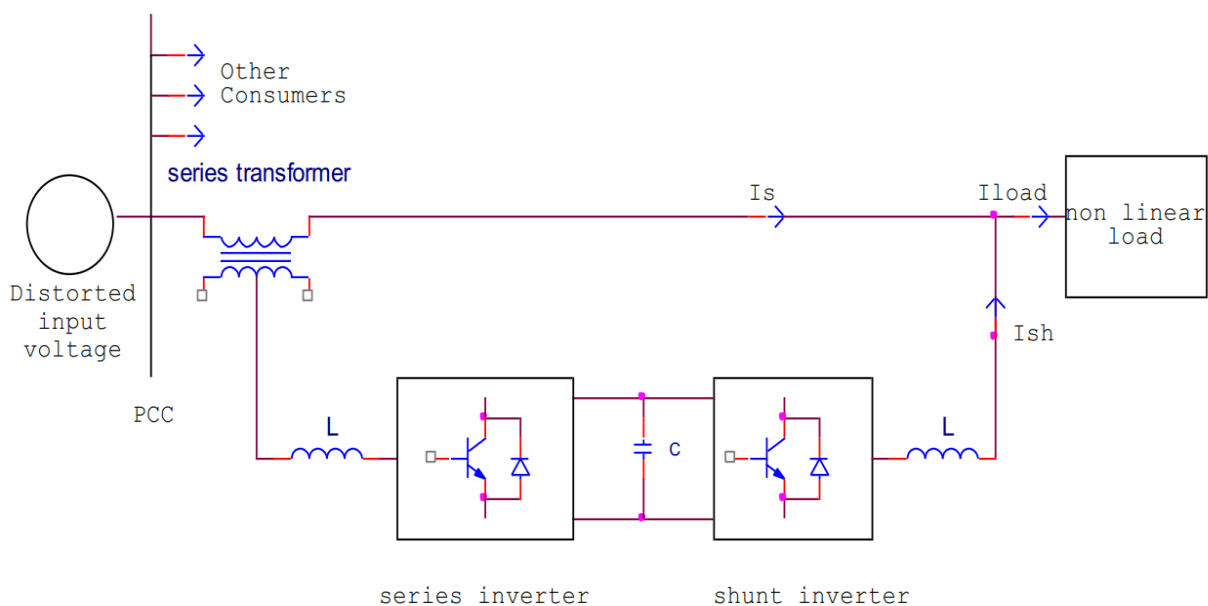 Other
Consumers
series transformer
Is
Iload
non linear
load
Distorted
input
voltage
Ish
PCC
L
L
C
series inverter
shunt inverter